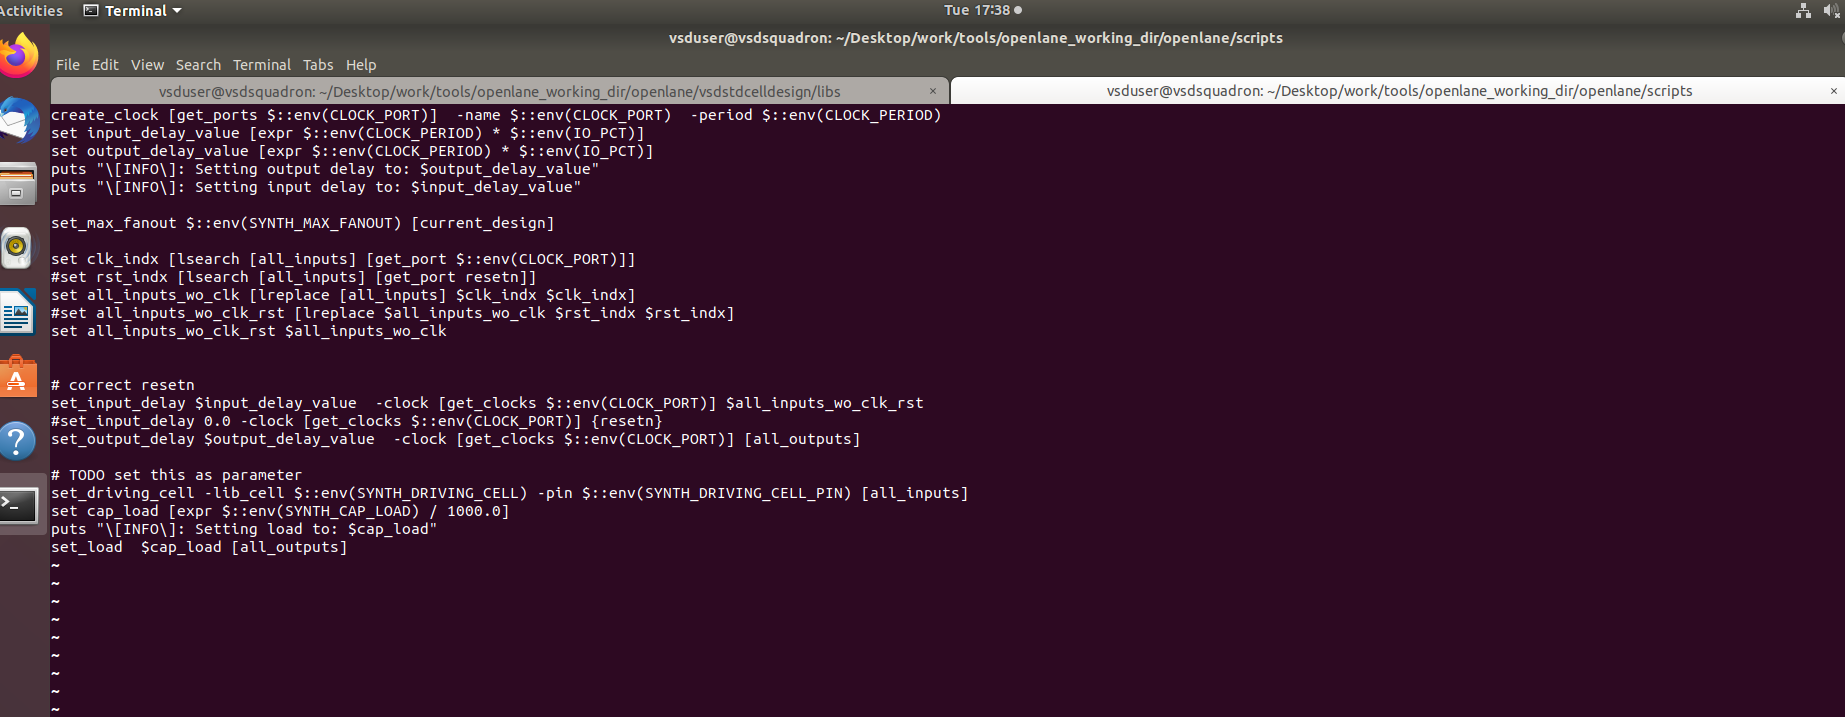 Activities
Terminal
Tue 17:38
vsduser@vsdsquadron: ~/Desktop/work/tools/openlane_working_dir/openlane/scripts
File Edit View Search Terminal Tabs Help
vsduser@vsdsquadron: ~/Desktop/work/tools/openlane_working_dir/openlane/vsdstdcelldesign/libs ×
vsduser@vsdsquadron: ~/Desktop/work/tools/openlane_working_dir/openlane/scripts ×
create_clock [get_ports $::env(CLOCK_PORT)]  -name $::env(CLOCK_PORT)  -period $::env(CLOCK_PERIOD)
set input_delay_value [expr $::env(CLOCK_PERIOD) * $::env(IO_PCT)]
set output_delay_value [expr $::env(CLOCK_PERIOD) * $::env(IO_PCT)]
puts "\[INFO\]: Setting output delay to: $output_delay_value"
puts "\[INFO\]: Setting input delay to: $input_delay_value"
set_max_fanout $::env(SYNTH_MAX_FANOUT) [current_design]
set clk_indx [lsearch [all_inputs] [get_port $::env(CLOCK_PORT)]]
#set rst_indx [lsearch [all_inputs] [get_port resetn]]
set all_inputs_wo_clk [lreplace [all_inputs] $clk_indx $clk_indx]
#set all_inputs_wo_clk_rst [lreplace $all_inputs_wo_clk $rst_indx $rst_indx]
set all_inputs_wo_clk_rst $all_inputs_wo_clk
# correct resetn
set_input_delay $input_delay_value  -clock [get_clocks $::env(CLOCK_PORT)] $all_inputs_wo_clk_rst
#set_input_delay 0.0 -clock [get_clocks $::env(CLOCK_PORT)] {resetn}
set_output_delay $output_delay_value  -clock [get_clocks $::env(CLOCK_PORT)] [all_outputs]
# TODO set this as parameter
set_driving_cell -lib_cell $::env(SYNTH_DRIVING_CELL) -pin $::env(SYNTH_DRIVING_CELL_PIN) [all_inputs]
set cap_load [expr $::env(SYNTH_CAP_LOAD) / 1000.0]
puts "\[INFO\]: Setting load to: $cap_load"
set_load  $cap_load [all_outputs]
~
~
~
~
~
~
~
~
~